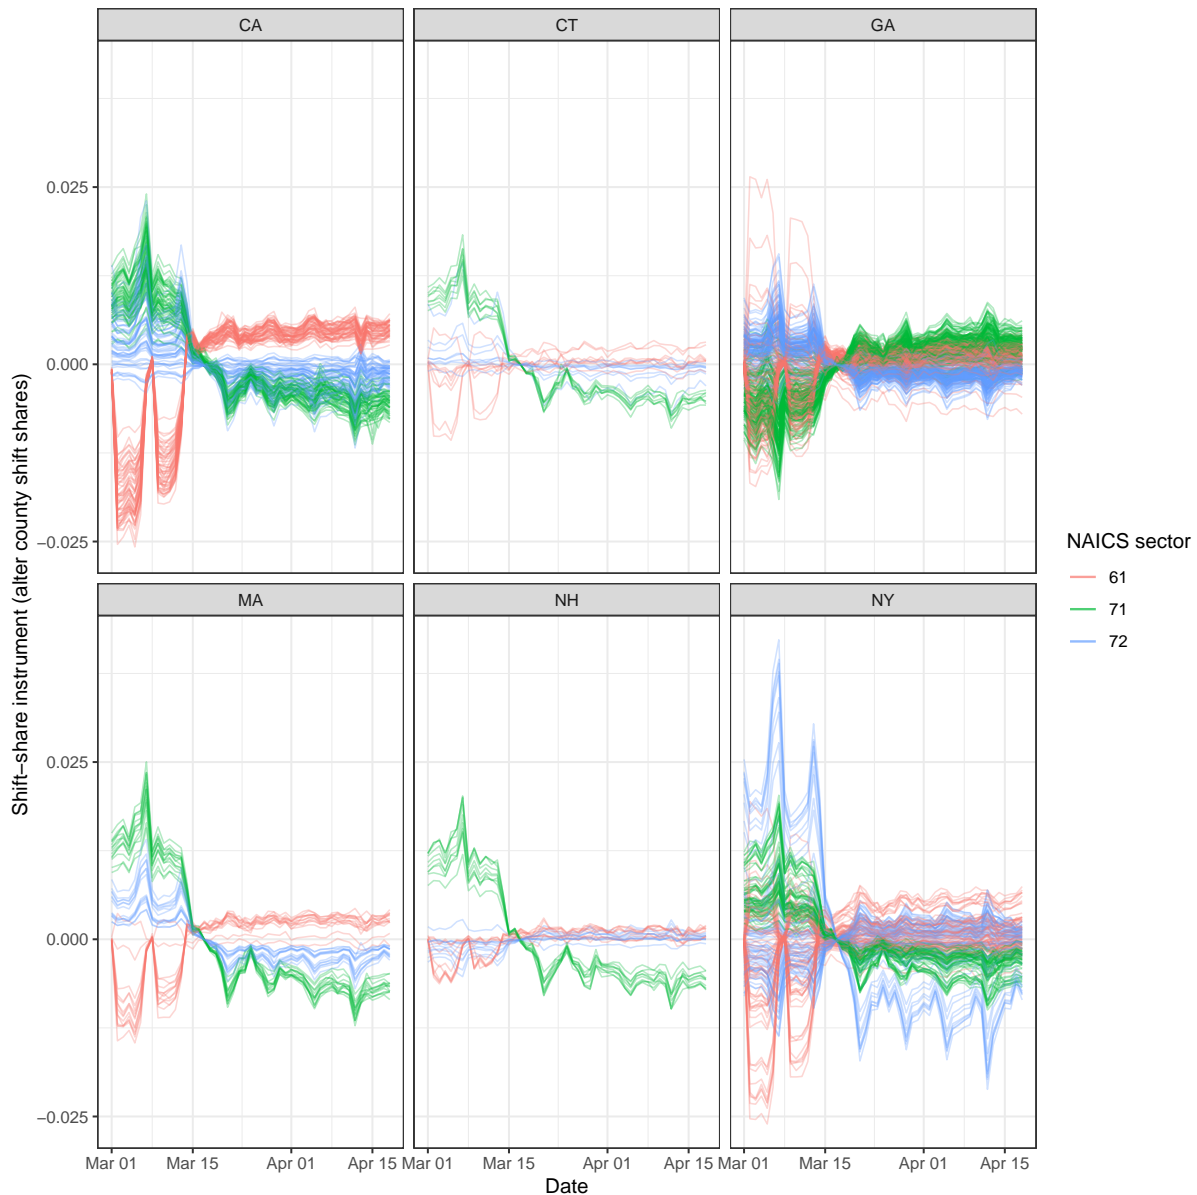 CA CT GA
0.025
0.000
−0.025
MA NH NY
0.025
0.000
−0.025
Mar 01 Mar 15 Apr 01 Apr 15 Mar 01 Mar 15 Apr 01 Apr 15 Mar 01 Mar 15 Apr 01 Apr 15
Date
Shift−share instrument (alter county shift shares)
NAICS sector
61
71
72